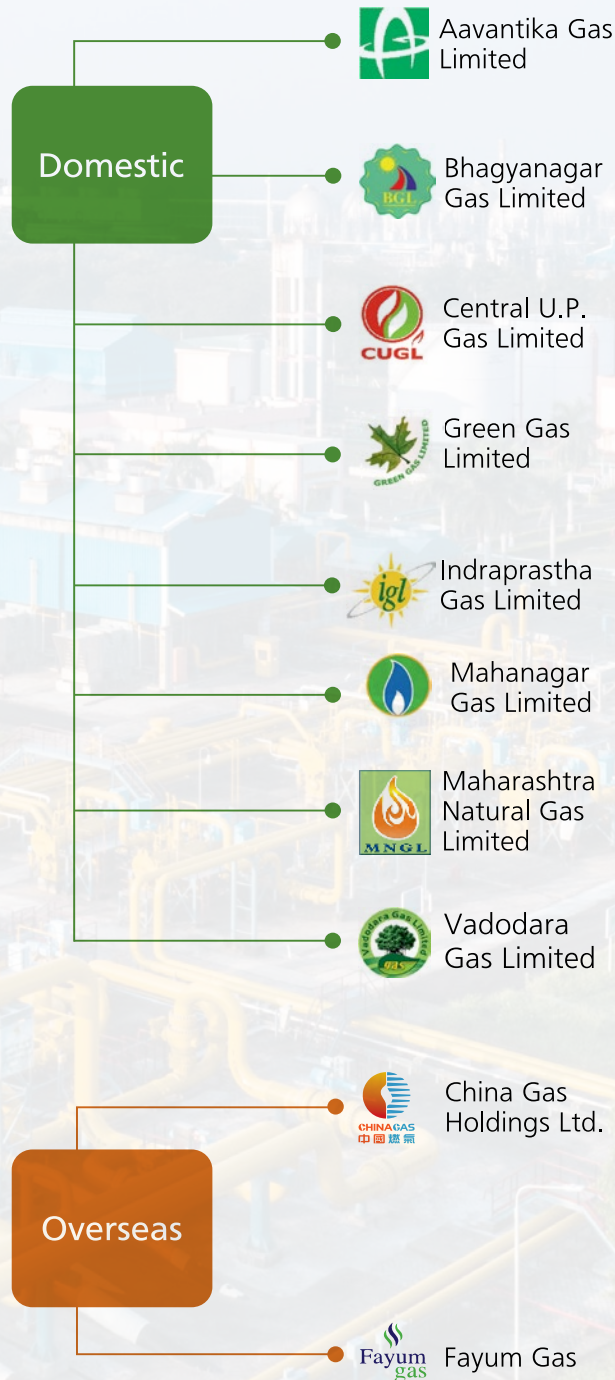 Domestic
Aavantika Gas
Limited
BGL
Bhagyanagar
Gas Limited
CUGL
Central U.P.
Gas Limited
GREEN GAS LIMITED
Green Gas
Limited
igl
Indraprastha
Gas Limited
Mahanagar
Gas Limited
MNGL
Maharashtra
Natural Gas
Limited
Vadodara Gas Limited
gas
Vadodara
Gas Limited
Overseas
CHINAGAS
中國燃氣
China Gas
Holdings Ltd.
Fayum
gas
Fayum Gas